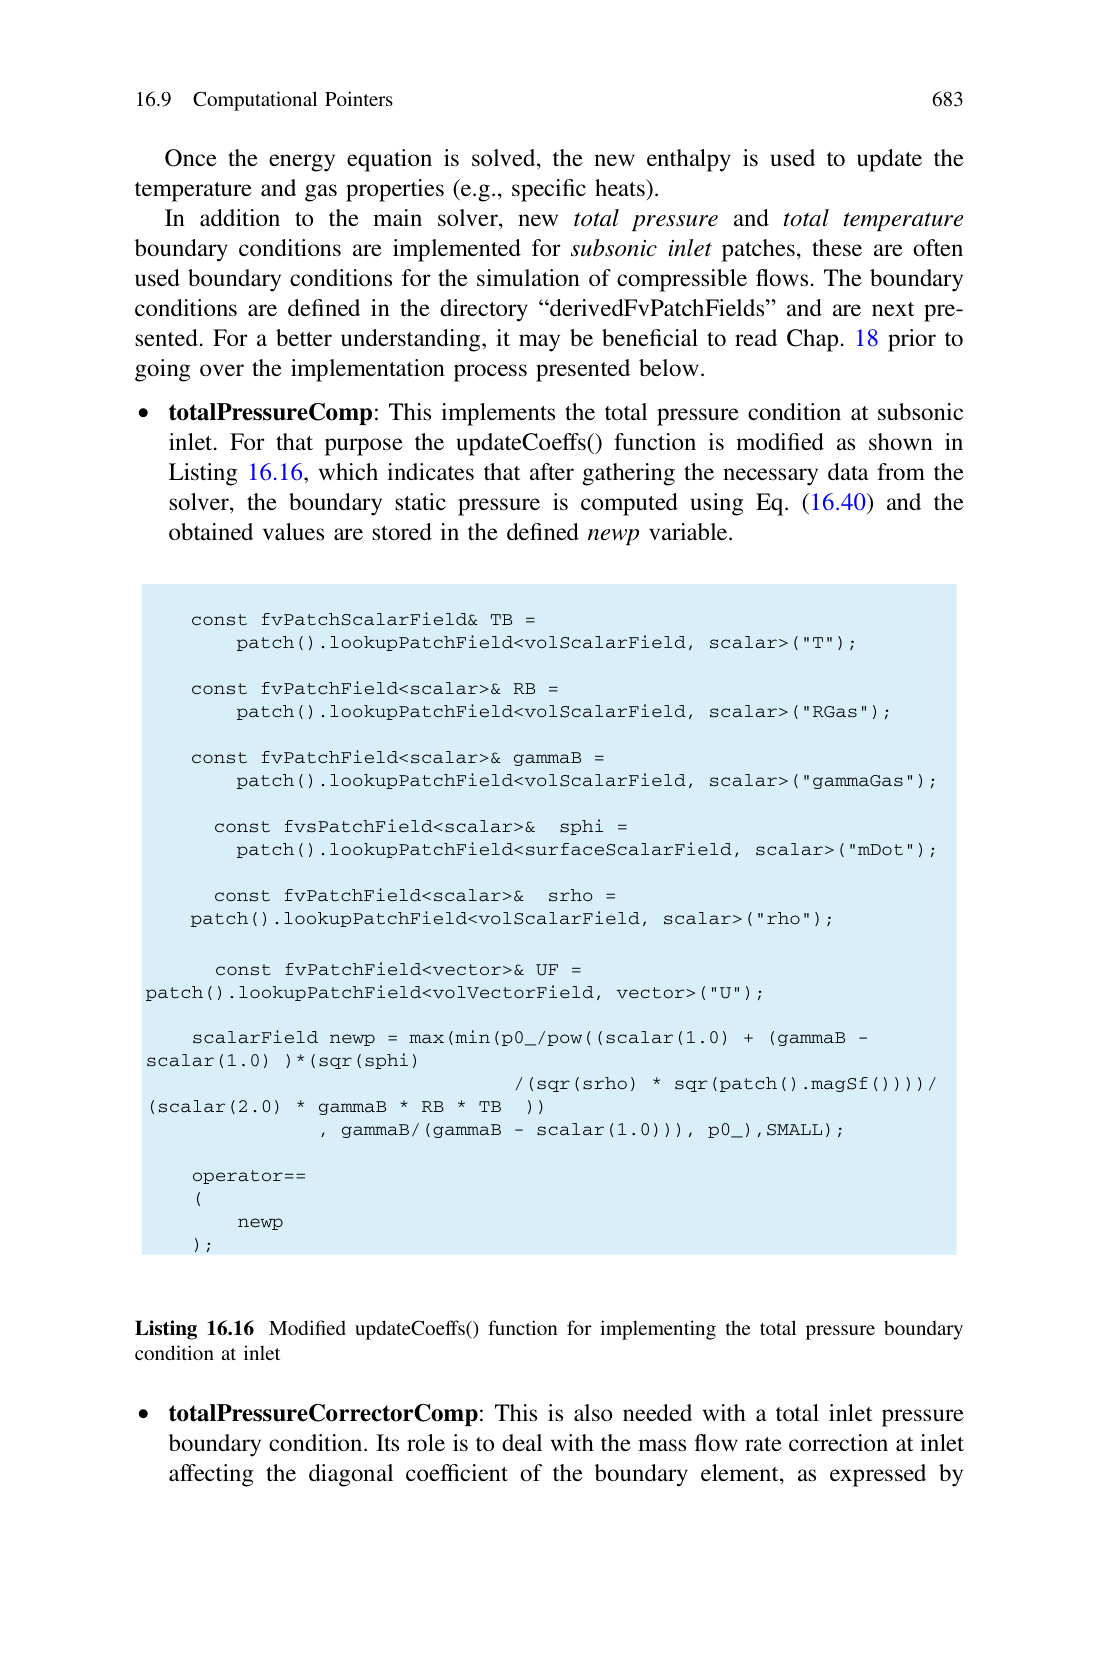 16.9 Computational Pointers 683
Once the energy equation is solved, the new enthalpy is used to update the
temperature and gas properties (e.g., specific heats).
In addition to the main solver, new total pressure and total temperature
boundary conditions are implemented for subsonic inlet patches, these are often
used boundary conditions for the simulation of compressible flows. The boundary
conditions are defined in the directory “derivedFvPatchFields” and are next pre-
sented. For a better understanding, it may be beneficial to read Chap. 18 prior to
going over the implementation process presented below.
• totalPressureComp: This implements the total pressure condition at subsonic
inlet. For that purpose the updateCoeffs() function is modified as shown in
Listing 16.16, which indicates that after gathering the necessary data from the
solver, the boundary static pressure is computed using Eq. (16.40) and the
obtained values are stored in the defined newp variable.
const fvPatchScalarField& TB =
patch().lookupPatchField<volScalarField, scalar>("T");
const fvPatchField<scalar>& RB =
patch().lookupPatchField<volScalarField, scalar>("RGas");
const fvPatchField<scalar>& gammaB =
patch().lookupPatchField<volScalarField, scalar>("gammaGas");
const fvsPatchField<scalar>&  sphi =
patch().lookupPatchField<surfaceScalarField, scalar>("mDot");
const fvPatchField<scalar>&  srho =
patch().lookupPatchField<volScalarField, scalar>("rho");
const fvPatchField<vector>& UF =
patch().lookupPatchField<volVectorField, vector>("U");
scalarField newp = max(min(p0_/pow((scalar(1.0) + (gammaB -
scalar(1.0) )*(sqr(sphi)
/(sqr(srho) * sqr(patch().magSf())))/
(scalar(2.0) * gammaB * RB * TB  ))
, gammaB/(gammaB - scalar(1.0))), p0_),SMALL);
operator==
(
newp
);
Listing 16.16 Modified updateCoeffs() function for implementing the total pressure boundary
condition at inlet
• totalPressureCorrectorComp: This is also needed with a total inlet pressure
boundary condition. Its role is to deal with the mass flow rate correction at inlet
affecting the diagonal coefficient of the boundary element, as expressed by